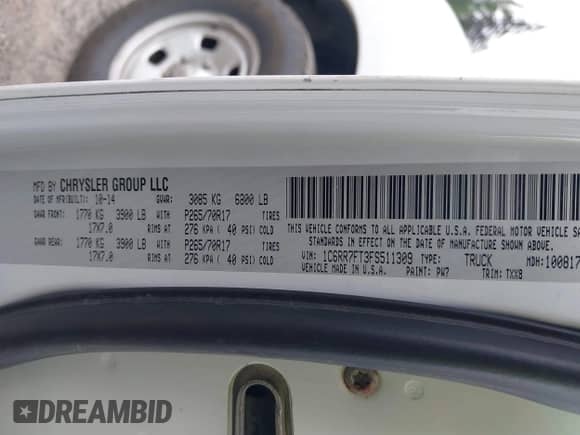 MFD BY CHRYSLER GROUP LLC
DATE OF MFR(BUILT): 10-14 GVWR: 3085 KG 6800 LB
GAWR FRONT: 1770 KG 3900 LB WITH P265/70R17 TIRES
17X7.0 RIMS AT 276 KPA ( 40 PSI) COLD
GAWR REAR: 1770 KG 3900 LB WITH P265/70R17 TIRES
17X7.0 RIMS AT 276 KPA ( 40 PSI) COLD
THIS VEHICLE CONFORMS TO ALL APPLICABLE U.S.A. FEDERAL MOTOR VEHICLE SA
STANDARDS IN EFFECT ON THE DATE OF MANUFACTURE SHOWN ABOVE.
VIN: 1C6RR7FT3FS511309 TYPE: TRUCK MDH: 100817
VEHICLE MADE IN U.S.A. PAINT: PW7 TRIM: TXX8
DREAMBID